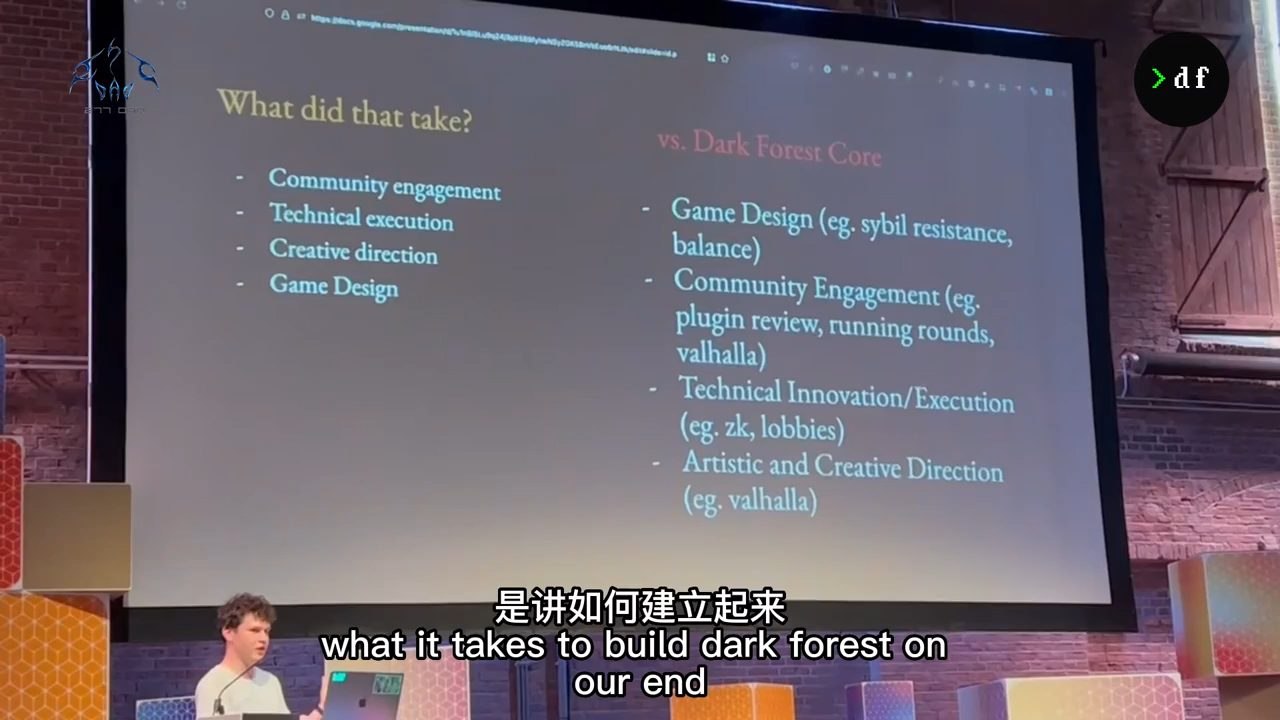 >df
What did that take?
- Community engagement
- Technical execution
- Creative direction
- Game Design
vs. Dark Forest Core
- Game Design (eg. sybil resistance,
balance)
- Community Engagement (eg.
plugin review, running rounds,
valhalla)
- Technical Innovation/Execution
(eg. zk, lobbies)
- Artistic and Creative Direction
(eg. valhalla)
是讲如何建立起来
what it takes to build dark forest on
our end